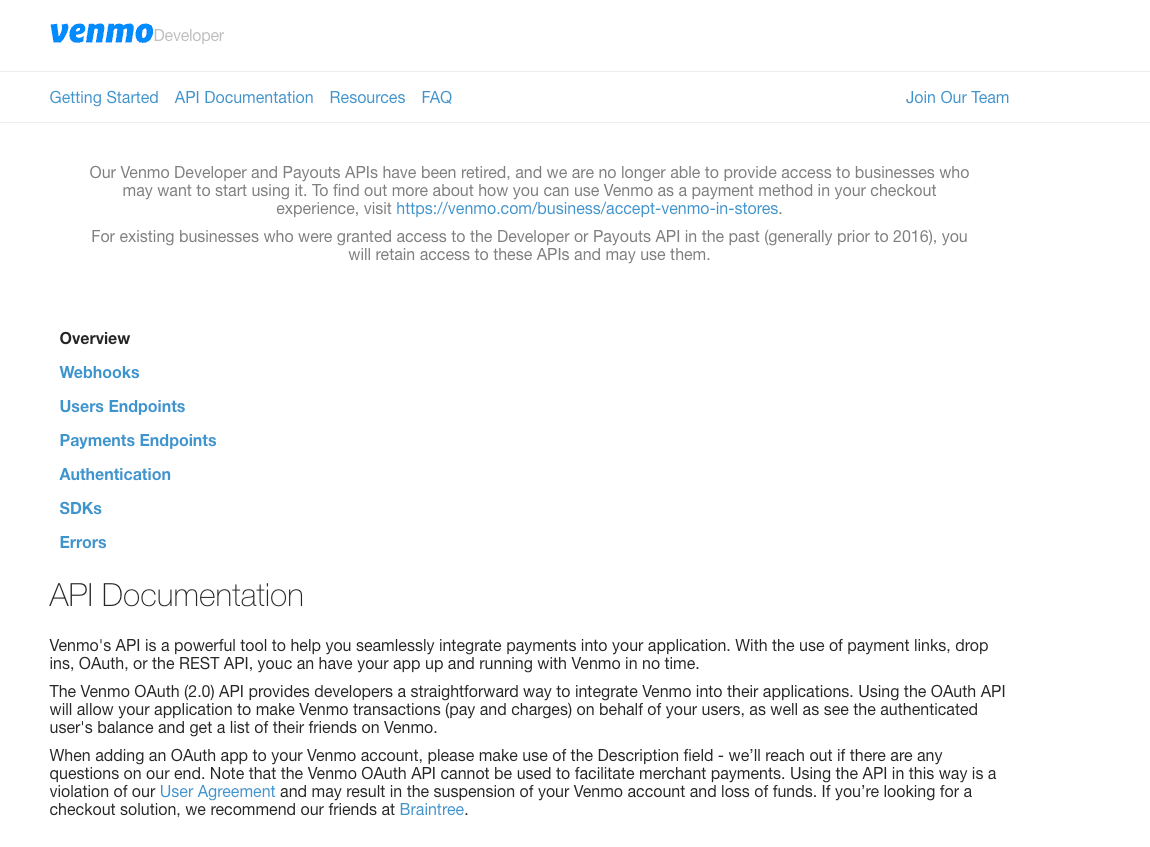 venmo Developer
Getting Started API Documentation Resources FAQ Join Our Team
Our Venmo Developer and Payouts APIs have been retired, and we are no longer able to provide access to businesses who
may want to start using it. To find out more about how you can use Venmo as a payment method in your checkout
experience, visit https://venmo.com/business/accept-venmo-in-stores.
For existing businesses who were granted access to the Developer or Payouts API in the past (generally prior to 2016), you
will retain access to these APIs and may use them.
Overview
Webhooks
Users Endpoints
Payments Endpoints
Authentication
SDKs
Errors
API Documentation
Venmo's API is a powerful tool to help you seamlessly integrate payments into your application. With the use of payment links, drop
ins, OAuth, or the REST API, youc an have your app up and running with Venmo in no time.
The Venmo OAuth (2.0) API provides developers a straightforward way to integrate Venmo into their applications. Using the OAuth API
will allow your application to make Venmo transactions (pay and charges) on behalf of your users, as well as see the authenticated
user's balance and get a list of their friends on Venmo.
When adding an OAuth app to your Venmo account, please make use of the Description field - we’ll reach out if there are any
questions on our end. Note that the Venmo OAuth API cannot be used to facilitate merchant payments. Using the API in this way is a
violation of our User Agreement and may result in the suspension of your Venmo account and loss of funds. If you’re looking for a
checkout solution, we recommend our friends at Braintree.